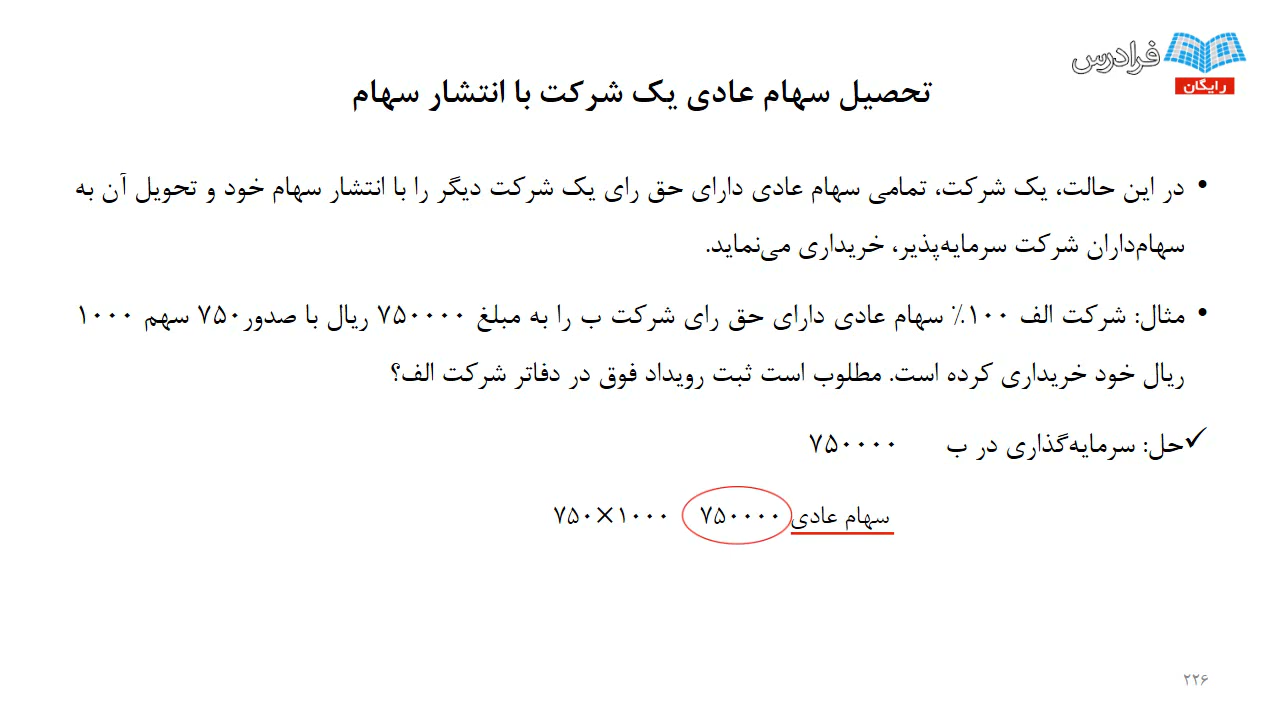 فرادرس
رایگان
تحصیل سهام عادی یک شرکت با انتشار سهام
• در این حالت، یک شرکت، تمامی سهام عادی دارای حق رای یک شرکت دیگر را با انتشار سهام خود و تحویل آن به
سهام‌داران شرکت سرمایه‌پذیر، خریداری می‌نماید.
• مثال: شرکت الف ۱۰۰٪ سهام عادی دارای حق رای شرکت ب را به مبلغ ۷۵۰۰۰۰ ریال با صدور۷۵۰ سهم ۱۰۰۰
ریال خود خریداری کرده است. مطلوب است ثبت رویداد فوق در دفاتر شرکت الف؟
✓حل: سرمایه‌گذاری در ب ۷۵۰۰۰۰
سهام عادی ۷۵۰۰۰۰ ۷۵۰×۱۰۰۰
۲۲۶